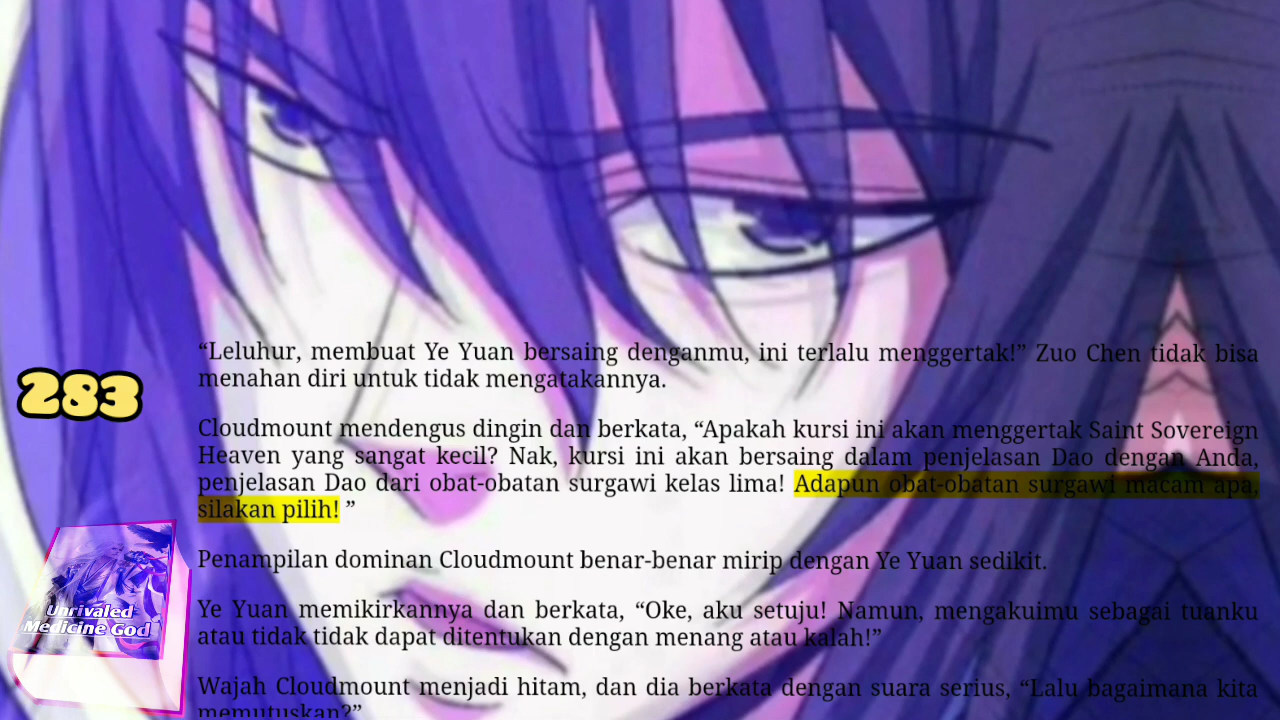 “Leluhur, membuat Ye Yuan bersaing denganmu, ini terlalu menggertak!” Zuo Chen tidak bisa
menahan diri untuk tidak mengatakannya.
283
Cloudmount mendengus dingin dan berkata, “Apakah kursi ini akan menggertak Saint Sovereign
Heaven yang sangat kecil? Nak, kursi ini akan bersaing dalam penjelasan Dao dengan Anda,
penjelasan Dao dari obat-obatan surgawi kelas lima! Adapun obat-obatan surgawi macam apa,
silakan pilih! ”
Penampilan dominan Cloudmount benar-benar mirip dengan Ye Yuan sedikit.
Ye Yuan memikirkannya dan berkata, “Oke, aku setuju! Namun, mengakuimu sebagai tuanku
atau tidak tidak dapat ditentukan dengan menang atau kalah!”
Unrivaled
Medicine God
Wajah Cloudmount menjadi hitam, dan dia berkata dengan suara serius, “Lalu bagaimana kita
memutuskan?”